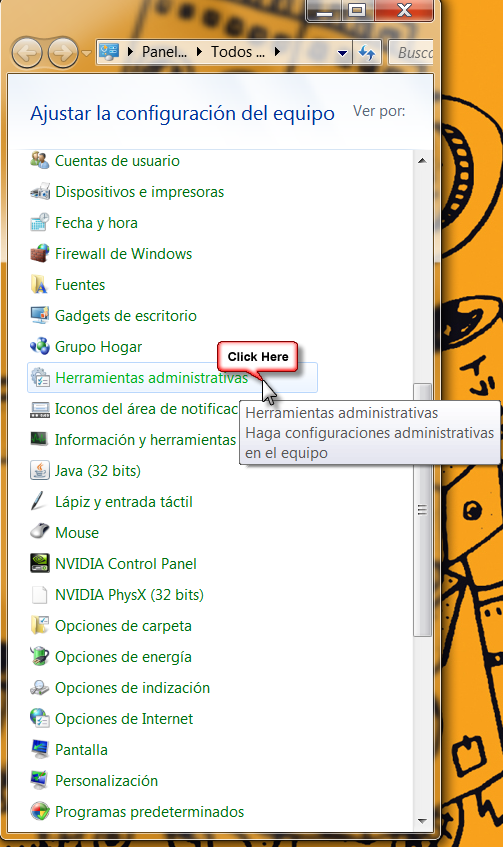 Panel... Todos ...
Busc
Ajustar la configuración del equipo
Ver por:
Cuentas de usuario
Dispositivos e impresoras
Fecha y hora
Firewall de Windows
Fuentes
Gadgets de escritorio
Grupo Hogar
Click Here
Herramientas administrativas
Iconos del área de notificac
Herramientas administrativas
Haga configuraciones administrativas
en el equipo
Información y herramientas
Java (32 bits)
Lápiz y entrada táctil
Mouse
NVIDIA Control Panel
NVIDIA PhysX (32 bits)
Opciones de carpeta
Opciones de energía
Opciones de indización
Opciones de Internet
Pantalla
Personalización
Programas predeterminados